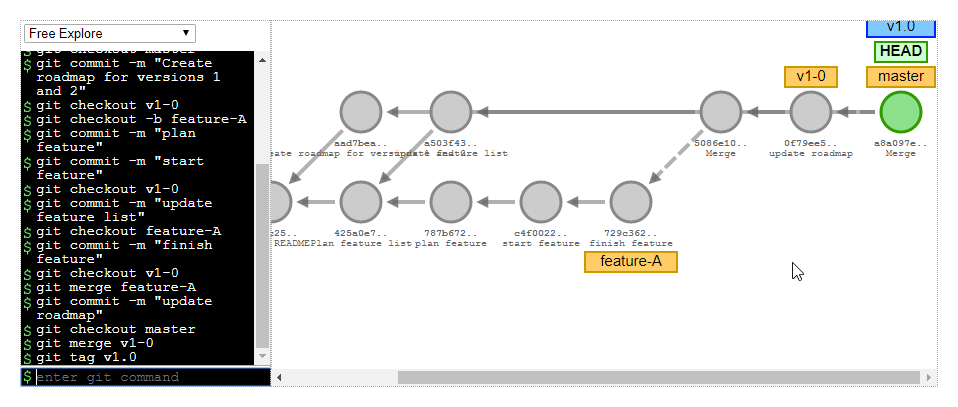 Free Explore
$ git checkout master
$ git commit -m "Create
roadmap for versions 1
and 2"
$ git checkout v1-0
$ git checkout -b feature-A
$ git commit -m "plan
feature"
$ git commit -m "start
feature"
$ git checkout v1-0
$ git commit -m "update
feature list"
$ git checkout feature-A
$ git commit -m "finish
feature"
$ git checkout v1-0
$ git merge feature-A
$ git commit -m "update
roadmap"
$ git checkout master
$ git merge v1-0
$ git tag v1.0
$ enter git command
v1.0
HEAD
v1-0 master
aad7bea.. a503f43.. 5086e10.. 0f79ee5.. a8a097e..
roadmap for feature list Merge update roadmap Merge
425a0e7.. 787b672.. c4f0022.. 729c362..
README Plan feature list plan feature start feature finish feature
feature-A